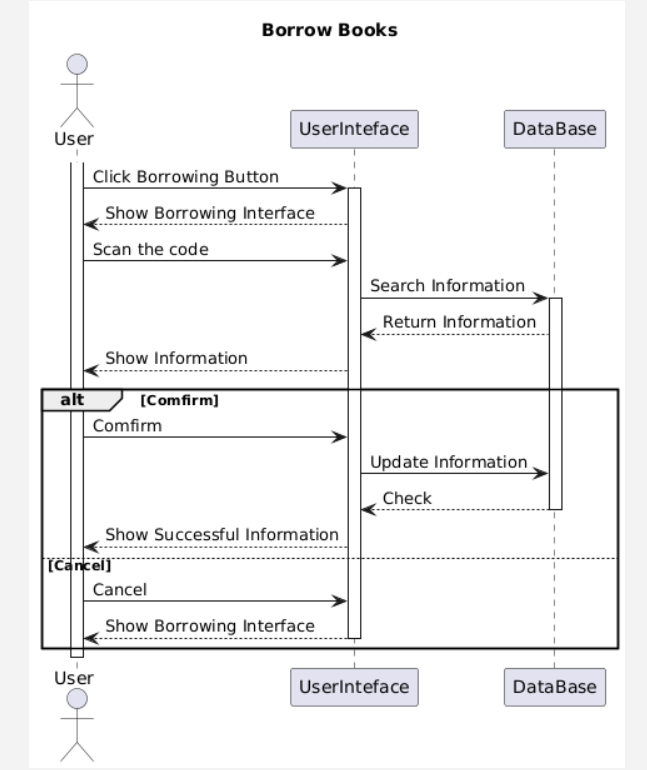 Borrow Books
User
UserInteface
DataBase
Click Borrowing Button
Show Borrowing Interface
Scan the code
Search Information
Return Information
Show Information
alt [Comfirm]
Comfirm
Update Information
Check
Show Successful Information
[Cancel]
Cancel
Show Borrowing Interface
User
UserInteface
DataBase